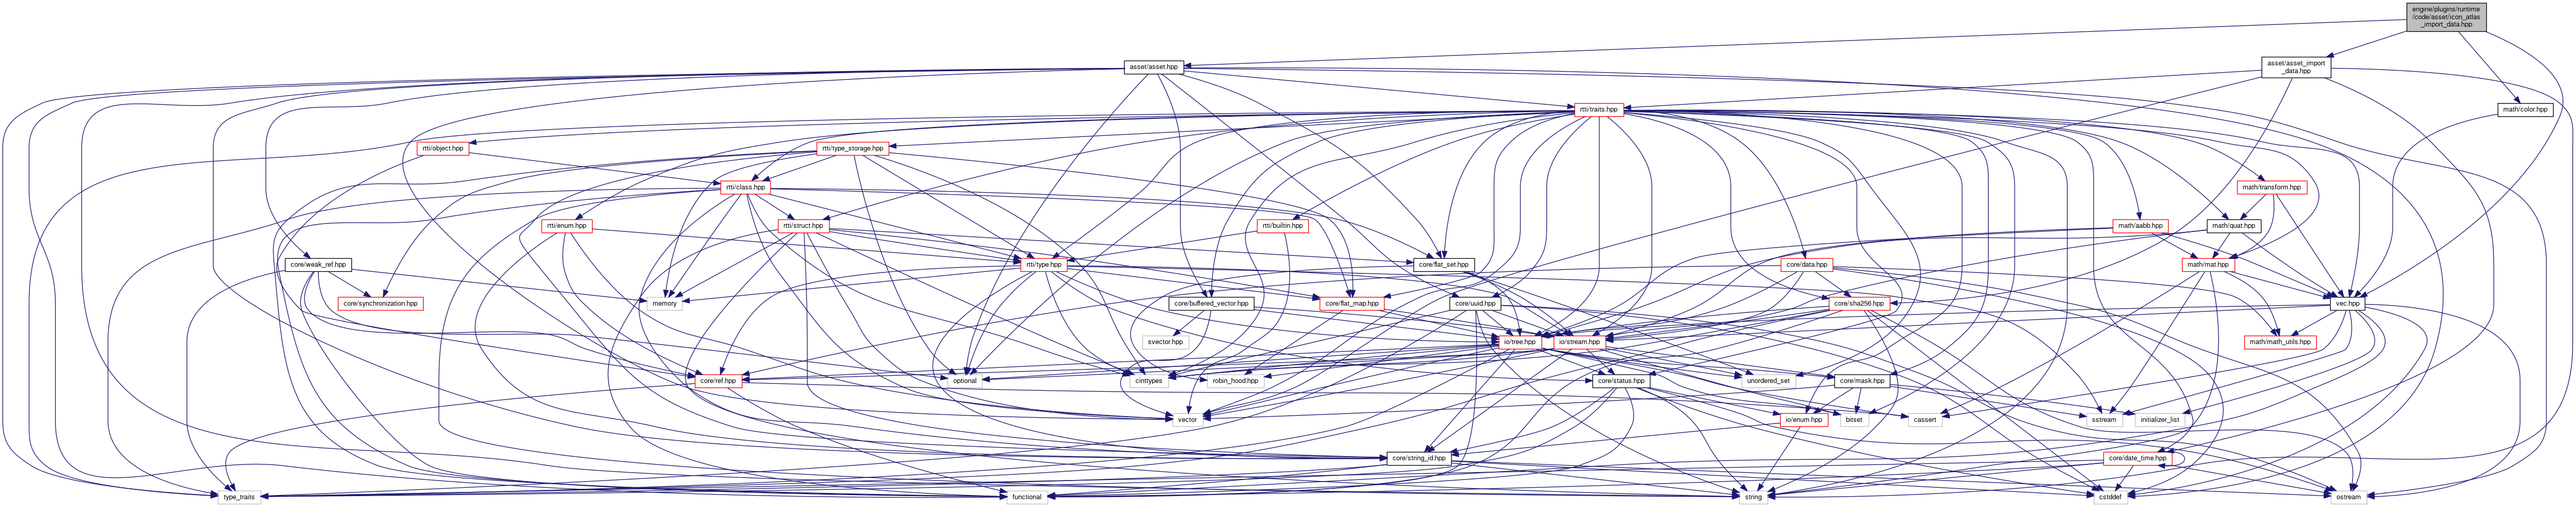 engine/plugins/runtime
/code/asset/icon_atlas
_import_data.hpp
asset/asset.hpp
asset/asset_import
_data.hpp
rtti/traits.hpp
math/color.hpp
rtti/object.hpp
rtti/type_storage.hpp
rtti/class.hpp
math/transform.hpp
rtti/enum.hpp
rtti/struct.hpp
rtti/builtin.hpp
math/aabb.hpp
math/quat.hpp
core/weak_ref.hpp
rtti/type.hpp
core/flat_set.hpp
core/data.hpp
math/mat.hpp
core/synchronization.hpp
memory
core/buffered_vector.hpp
core/flat_map.hpp
core/uuid.hpp
core/sha256.hpp
vec.hpp
svector.hpp
io/tree.hpp
io/stream.hpp
math/math_utils.hpp
core/ref.hpp
optional
cinttypes
robin_hood.hpp
core/status.hpp
unordered_set
core/mask.hpp
vector
io/enum.hpp
bitset
cassert
sstream
initializer_list
core/string_id.hpp
core/date_time.hpp
type_traits
functional
string
cstddef
ostream